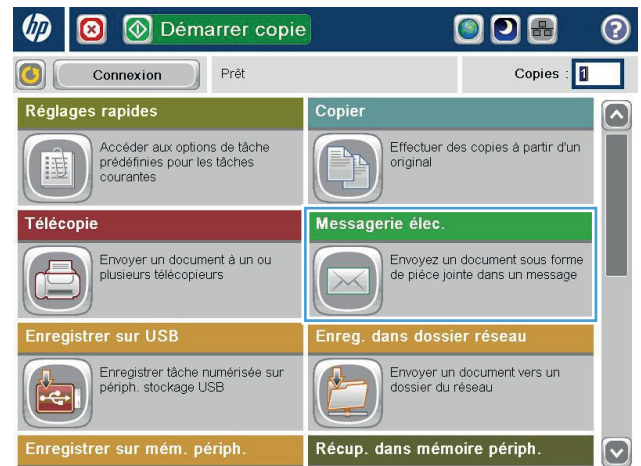 hp
Démarrer copie
?
Connexion
Prêt
Copies :
1
Réglages rapides
Copier
Accéder aux options
de tâche
prédéfinies pour les tâches
courantes
Effectuer des copies à partir d'un
original
Télécopie
Messagerie élec.
Envoyer un document à un ou
plusieurs télécopieurs
Envoyez un document sous forme
de pièce jointe dans un message
Enregistrer sur USB
Enreg. dans dossier réseau
Enregistrer tâche numérisée sur
périph. stockage USB
Envoyer un document vers un
dossier du réseau
Enregistrer sur mém. périph.
Récup. dans mémoire périph.